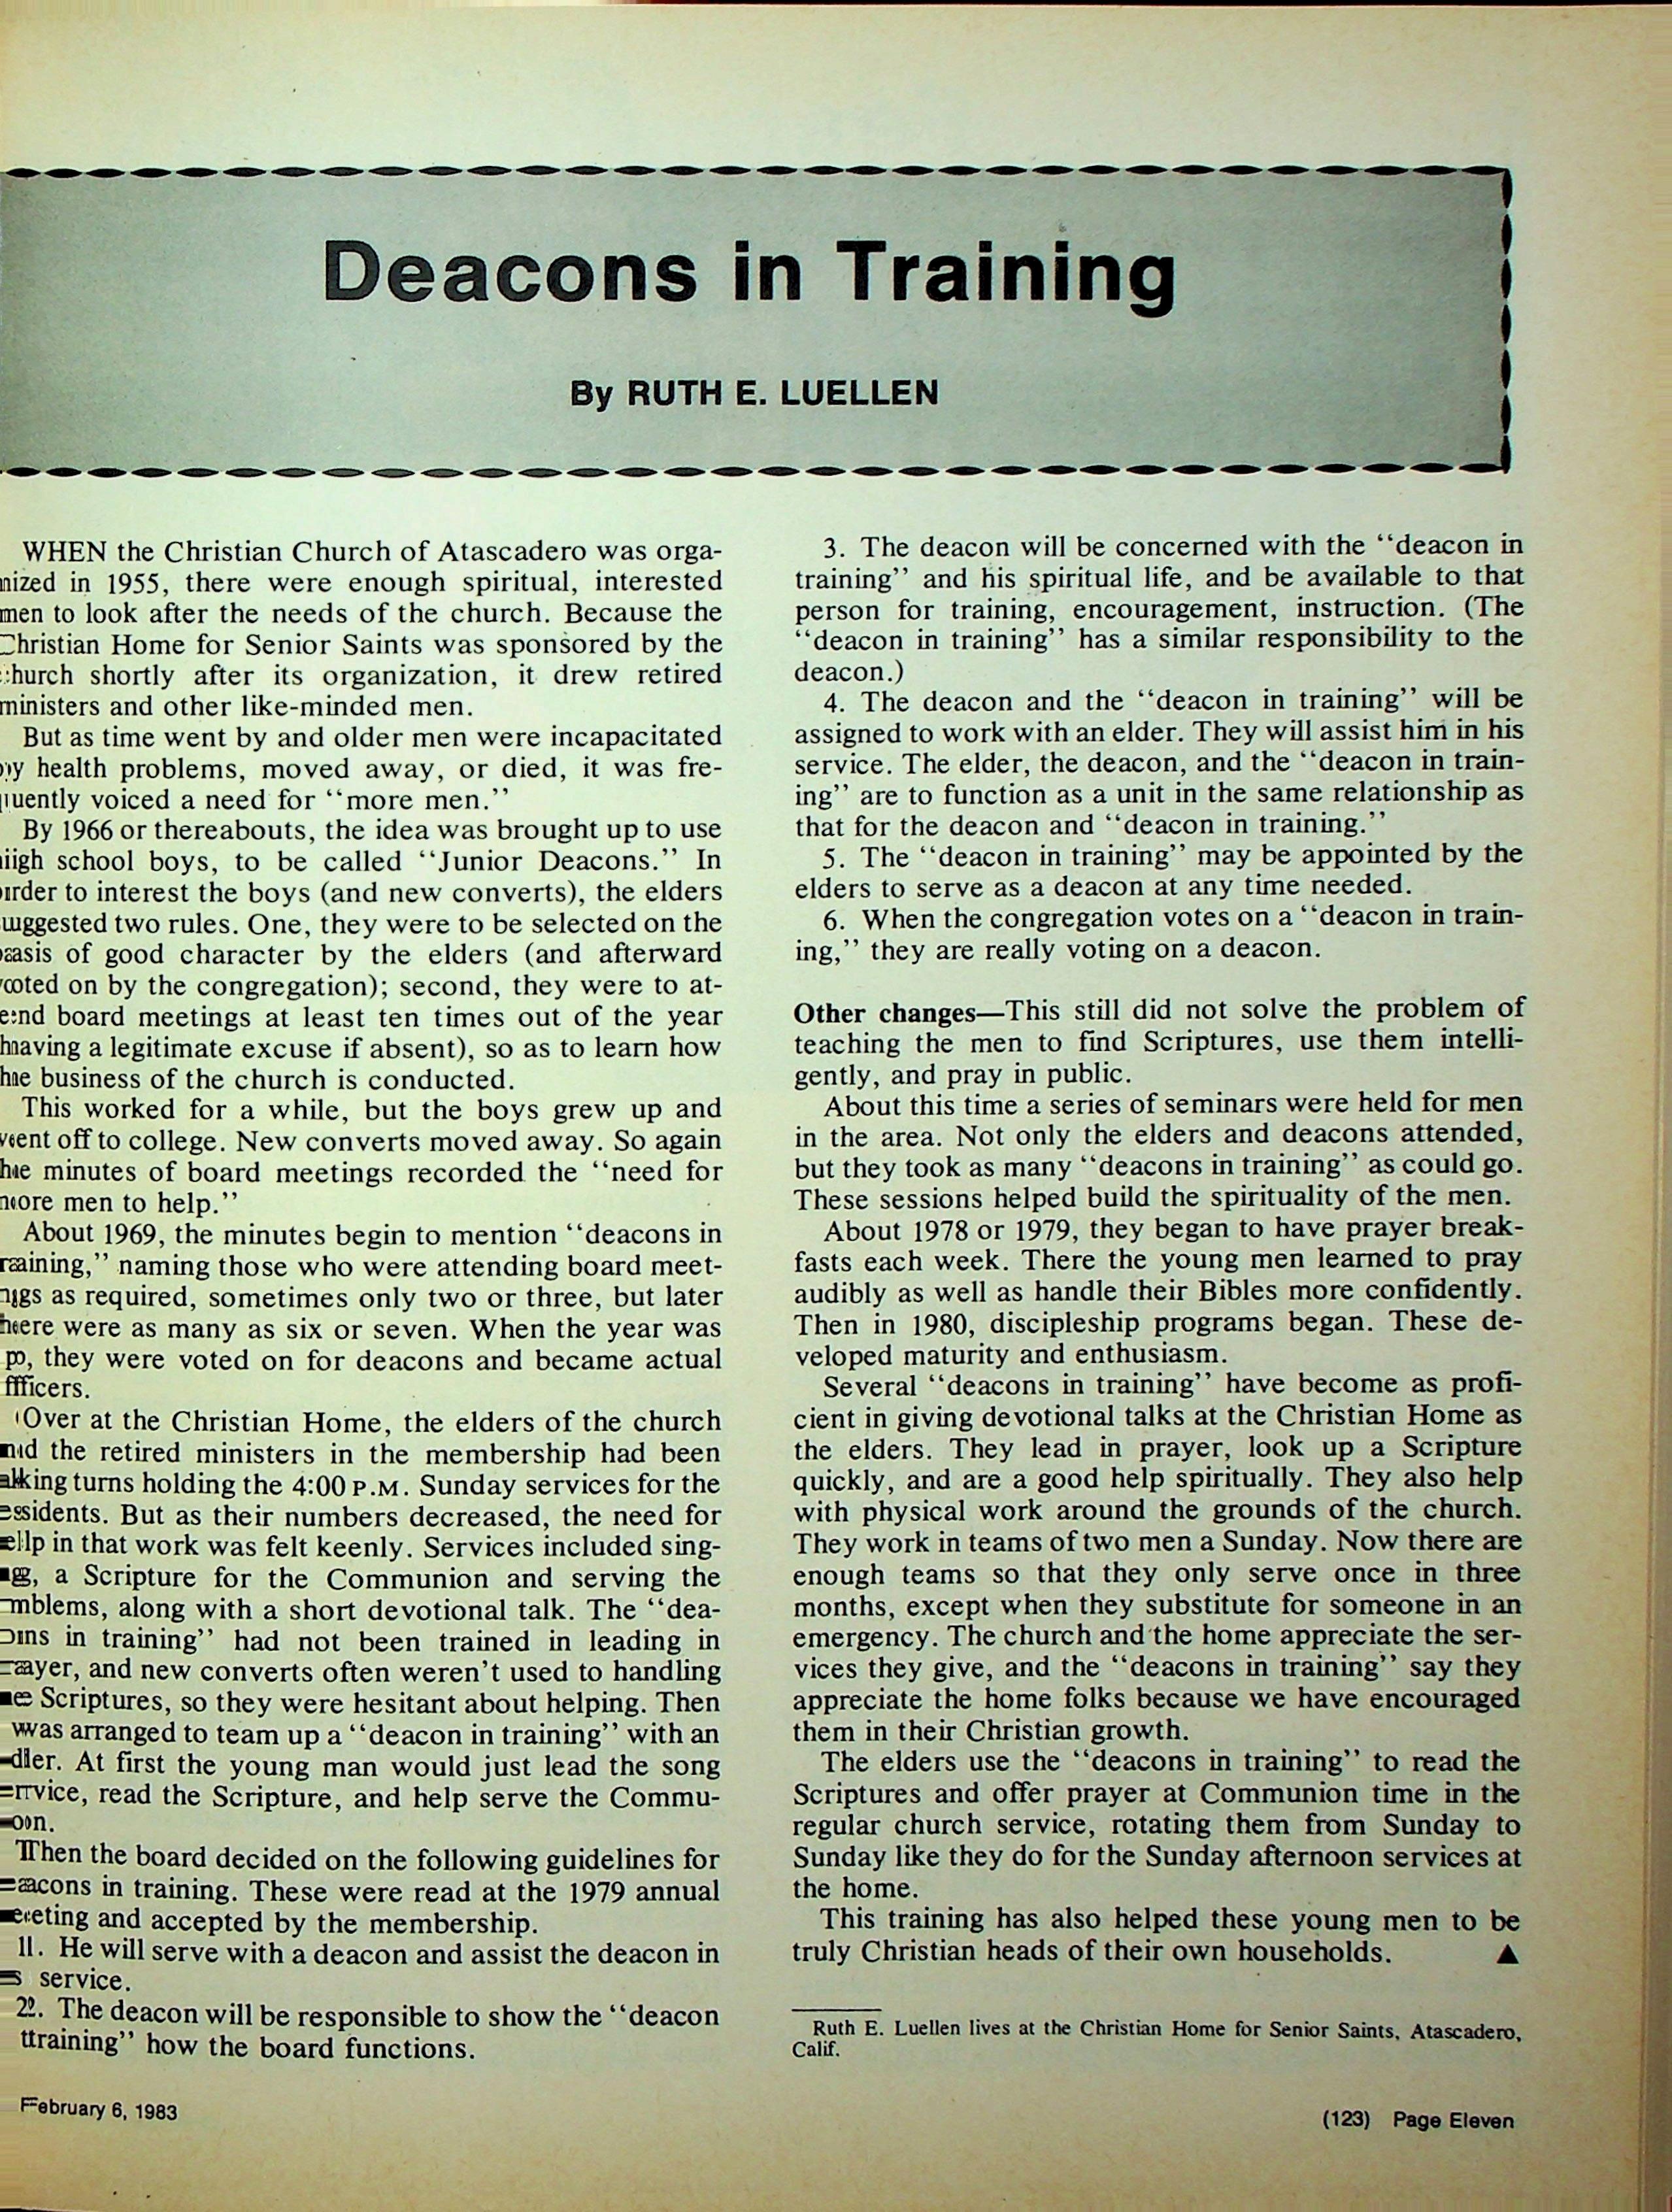 Deacons in Training
By RUTH E. LUELLEN
WHEN the Christian Church of Atascadero was orga-
nized in 1955, there were enough spiritual, interested
men to look after the needs of the church. Because the
Christian Home for Senior Saints was sponsored by the
church shortly after its organization, it drew retired
ministers and other like-minded men.
But as time went by and older men were incapacitated
by health problems, moved away, or died, it was fre-
quently voiced a need for “more men.”
By 1966 or thereabouts, the idea was brought up to use
high school boys, to be called “Junior Deacons.” In
order to interest the boys (and new converts), the elders
suggested two rules. One, they were to be selected on the
basis of good character by the elders (and afterward
voted on by the congregation); second, they were to at-
tend board meetings at least ten times out of the year
having a legitimate excuse if absent), so as to learn how
the business of the church is conducted.
This worked for a while, but the boys grew up and
went off to college. New converts moved away. So again
the minutes of board meetings recorded the “need for
more men to help.”
About 1969, the minutes begin to mention “deacons in
training,” naming those who were attending board meet-
ings as required, sometimes only two or three, but later
there were as many as six or seven. When the year was
up, they were voted on for deacons and became actual
officers.
Over at the Christian Home, the elders of the church
and the retired ministers in the membership had been
taking turns holding the 4:00 P.M. Sunday services for the
residents. But as their numbers decreased, the need for
help in that work was felt keenly. Services included sing-
ing, a Scripture for the Communion and serving the
emblems, along with a short devotional talk. The “dea-
cons in training” had not been trained in leading in
prayer, and new converts often weren’t used to handling
the Scriptures, so they were hesitant about helping. Then
was arranged to team up a “deacon in training” with an
elder. At first the young man would just lead the song
service, read the Scripture, and help serve the Commu-
nion.
Then the board decided on the following guidelines for
deacons in training. These were read at the 1979 annual
meeting and accepted by the membership.
1. He will serve with a deacon and assist the deacon in
service.
2. The deacon will be responsible to show the “deacon
training” how the board functions.
3. The deacon will be concerned with the “deacon in
training” and his spiritual life, and be available to that
person for training, encouragement, instruction. (The
“deacon in training” has a similar responsibility to the
deacon.)
4. The deacon and the “deacon in training” will be
assigned to work with an elder. They will assist him in his
service. The elder, the deacon, and the “deacon in train-
ing” are to function as a unit in the same relationship as
that for the deacon and “deacon in training.”
5. The “deacon in training” may be appointed by the
elders to serve as a deacon at any time needed.
6. When the congregation votes on a “deacon in train-
ing,” they are really voting on a deacon.
Other changes—This still did not solve the problem of
teaching the men to find Scriptures, use them intelli-
gently, and pray in public.
About this time a series of seminars were held for men
in the area. Not only the elders and deacons attended,
but they took as many “deacons in training” as could go.
These sessions helped build the spirituality of the men.
About 1978 or 1979, they began to have prayer break-
fasts each week. There the young men learned to pray
audibly as well as handle their Bibles more confidently.
Then in 1980, discipleship programs began. These de-
veloped maturity and enthusiasm.
Several “deacons in training” have become as profi-
cient in giving devotional talks at the Christian Home as
the elders. They lead in prayer, look up a Scripture
quickly, and are a good help spiritually. They also help
with physical work around the grounds of the church.
They work in teams of two men a Sunday. Now there are
enough teams so that they only serve once in three
months, except when they substitute for someone in an
emergency. The church and the home appreciate the ser-
vices they give, and the “deacons in training” say they
appreciate the home folks because we have encouraged
them in their Christian growth.
The elders use the “deacons in training” to read the
Scriptures and offer prayer at Communion time in the
regular church service, rotating them from Sunday to
Sunday like they do for the Sunday afternoon services at
the home.
This training has also helped these young men to be
truly Christian heads of their own households. ▲
Ruth E. Luellen lives at the Christian Home for Senior Saints, Atascadero,
Calif.
February 6, 1983
(123) Page Eleven